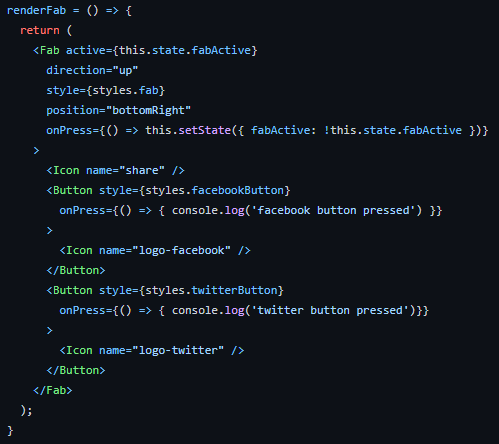 renderFab = () => {
  return (
    <Fab active={this.state.fabActive}
      direction="up"
      style={styles.fab}
      position="bottomRight"
      onPress={() => this.setState({ fabActive: !this.state.fabActive })}
    >
      <Icon name="share" />
      <Button style={styles.facebookButton}
        onPress={() => { console.log('facebook button pressed') }}
      >
        <Icon name="logo-facebook" />
      </Button>
      <Button style={styles.twitterButton}
        onPress={() => { console.log('twitter button pressed')}}
      >
        <Icon name="logo-twitter" />
      </Button>
    </Fab>
  );
}